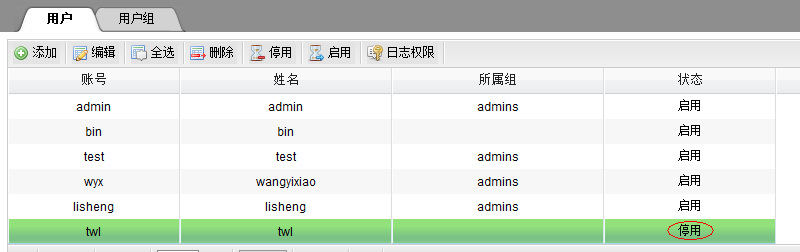 用户 用户组
添加 编辑 全选 删除 停用 启用 日志权限
账号 姓名 所属组 状态
admin admin admins 启用
bin bin 启用
test test admins 启用
wyx wangyixiao admins 启用
lisheng lisheng admins 启用
twl twl 停用